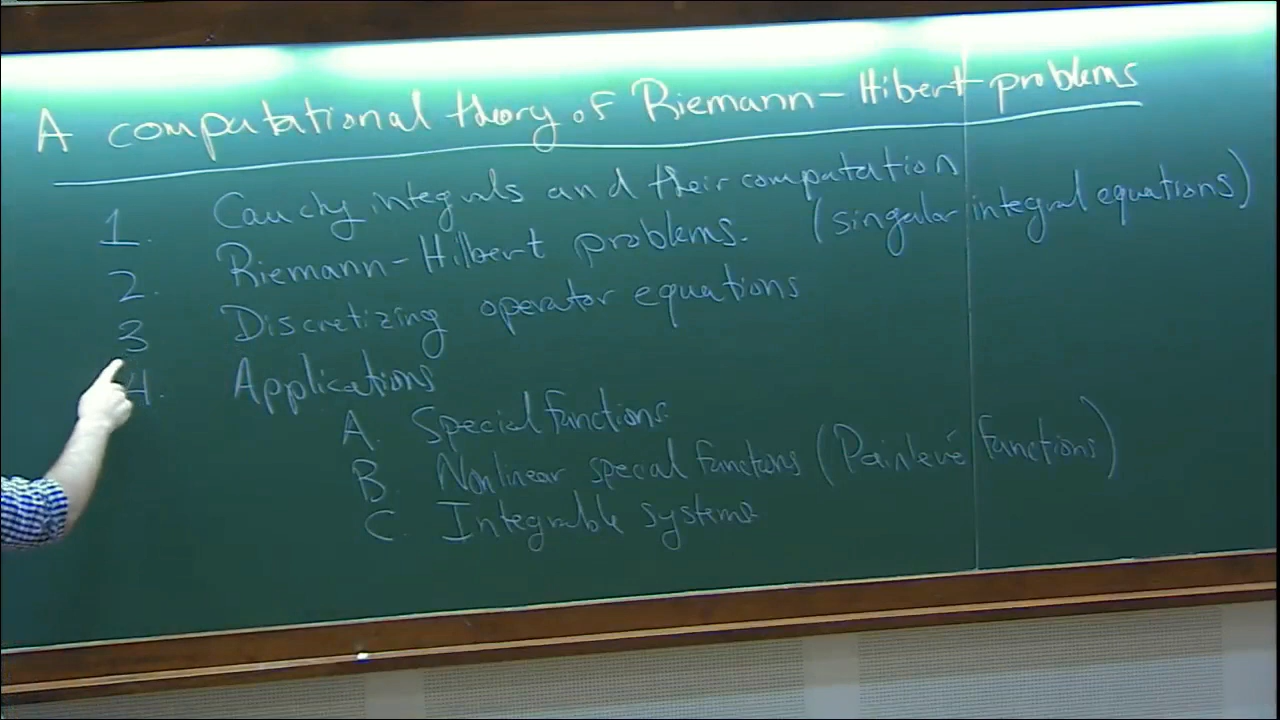 A computational theory of Riemann-Hibert problems
1. Cauchy integrals and their computation
2. Riemann-Hilbert problems. (singular integral equations)
3 Discretizing operator equations
4. Applications
A. Special functions.
B Nonlinear special functions (Painlevé functions)
C. Integrable systems.